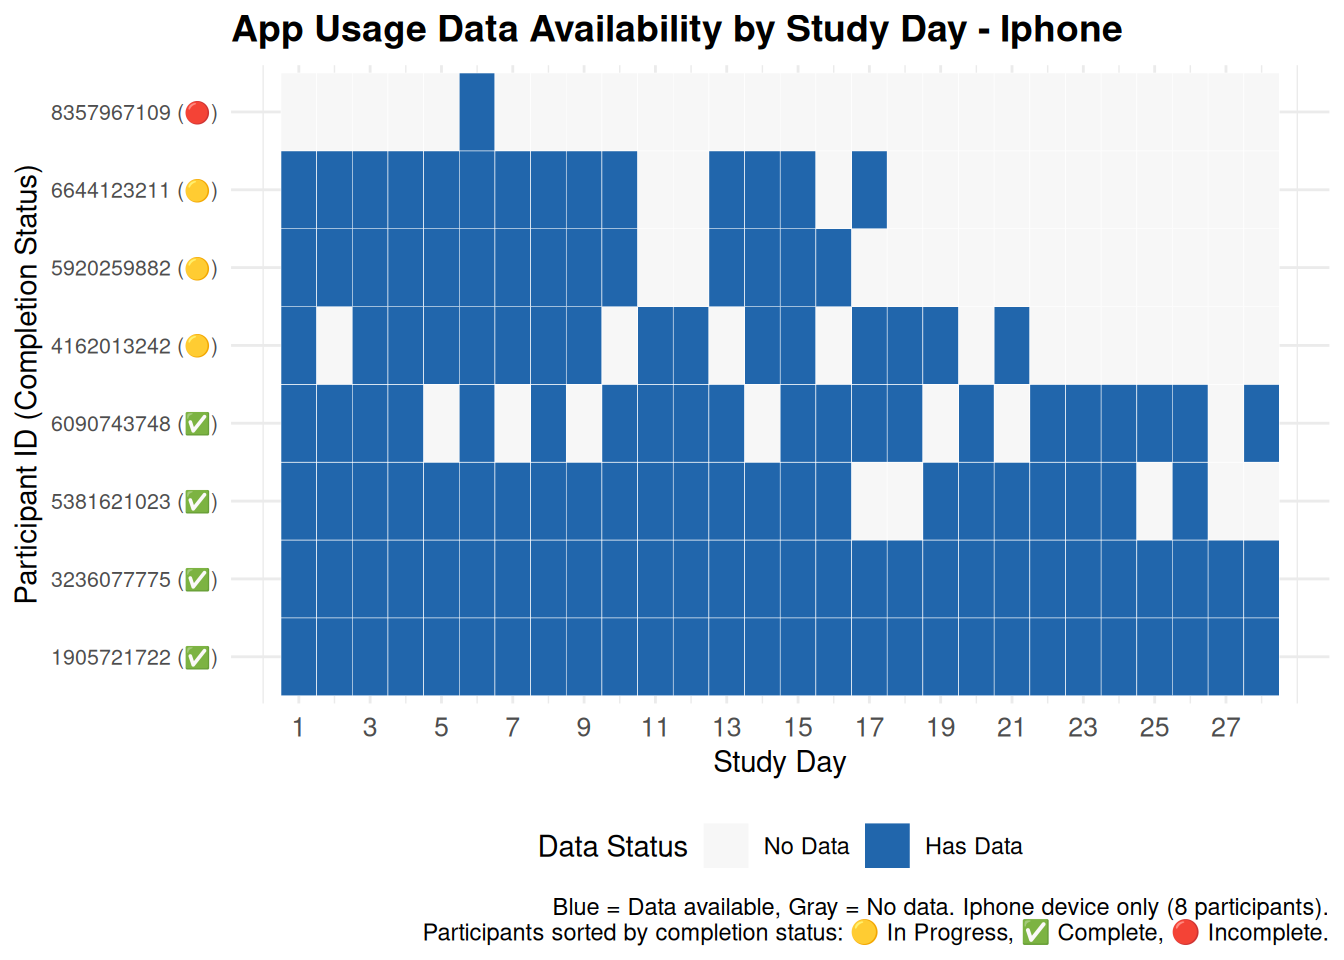 App Usage Data Availability by Study Day - Iphone
Participant ID (Completion Status)
8357967109 (🔴)
6644123211 (🟡)
5920259882 (🟡)
4162013242 (🟡)
6090743748 (✅)
5381621023 (✅)
3236077775 (✅)
1905721722 (✅)
1 3 5 7 9 11 13 15 17 19 21 23 25 27
Study Day
Data Status No Data Has Data
Blue = Data available, Gray = No data. Iphone device only (8 participants).
Participants sorted by completion status: 🟡 In Progress, ✅ Complete, 🔴 Incomplete.